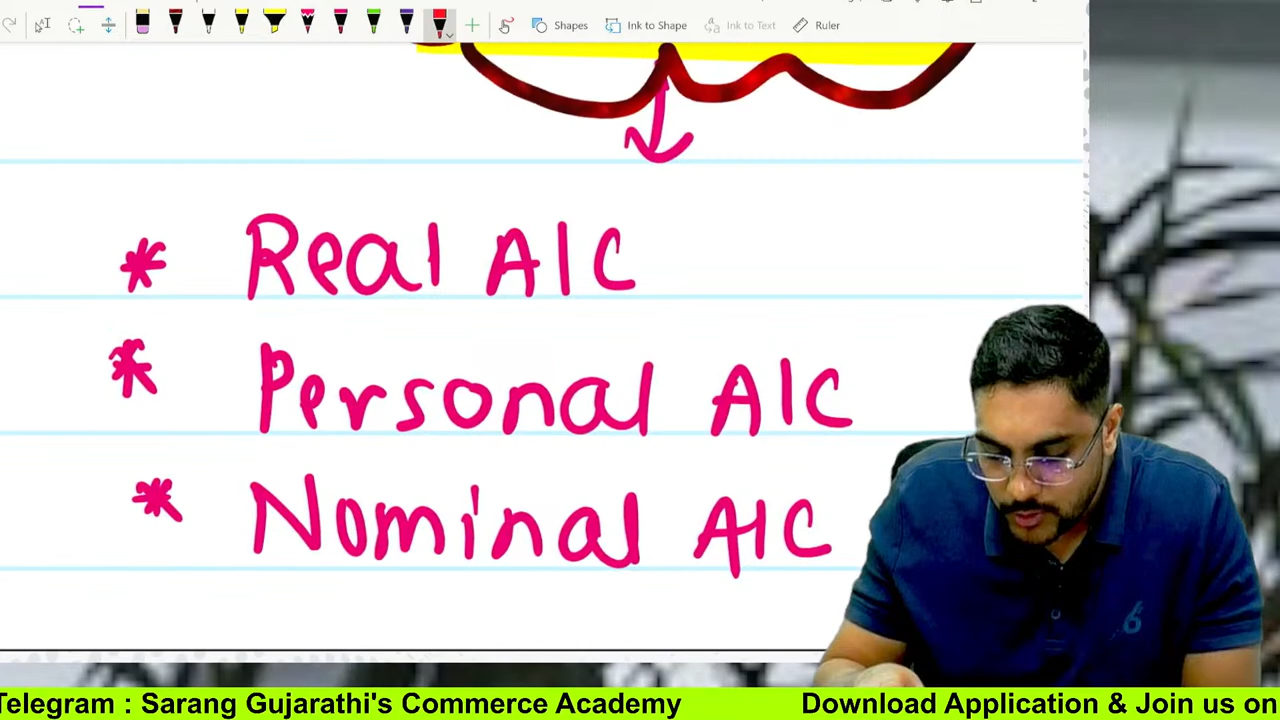 Shapes Ink to Shape Ink to Text Ruler
* Real A/C
* Personal A/C
* Nominal A/C
6
Telegram : Sarang Gujarathi's Commerce Academy Download Application & Join us on